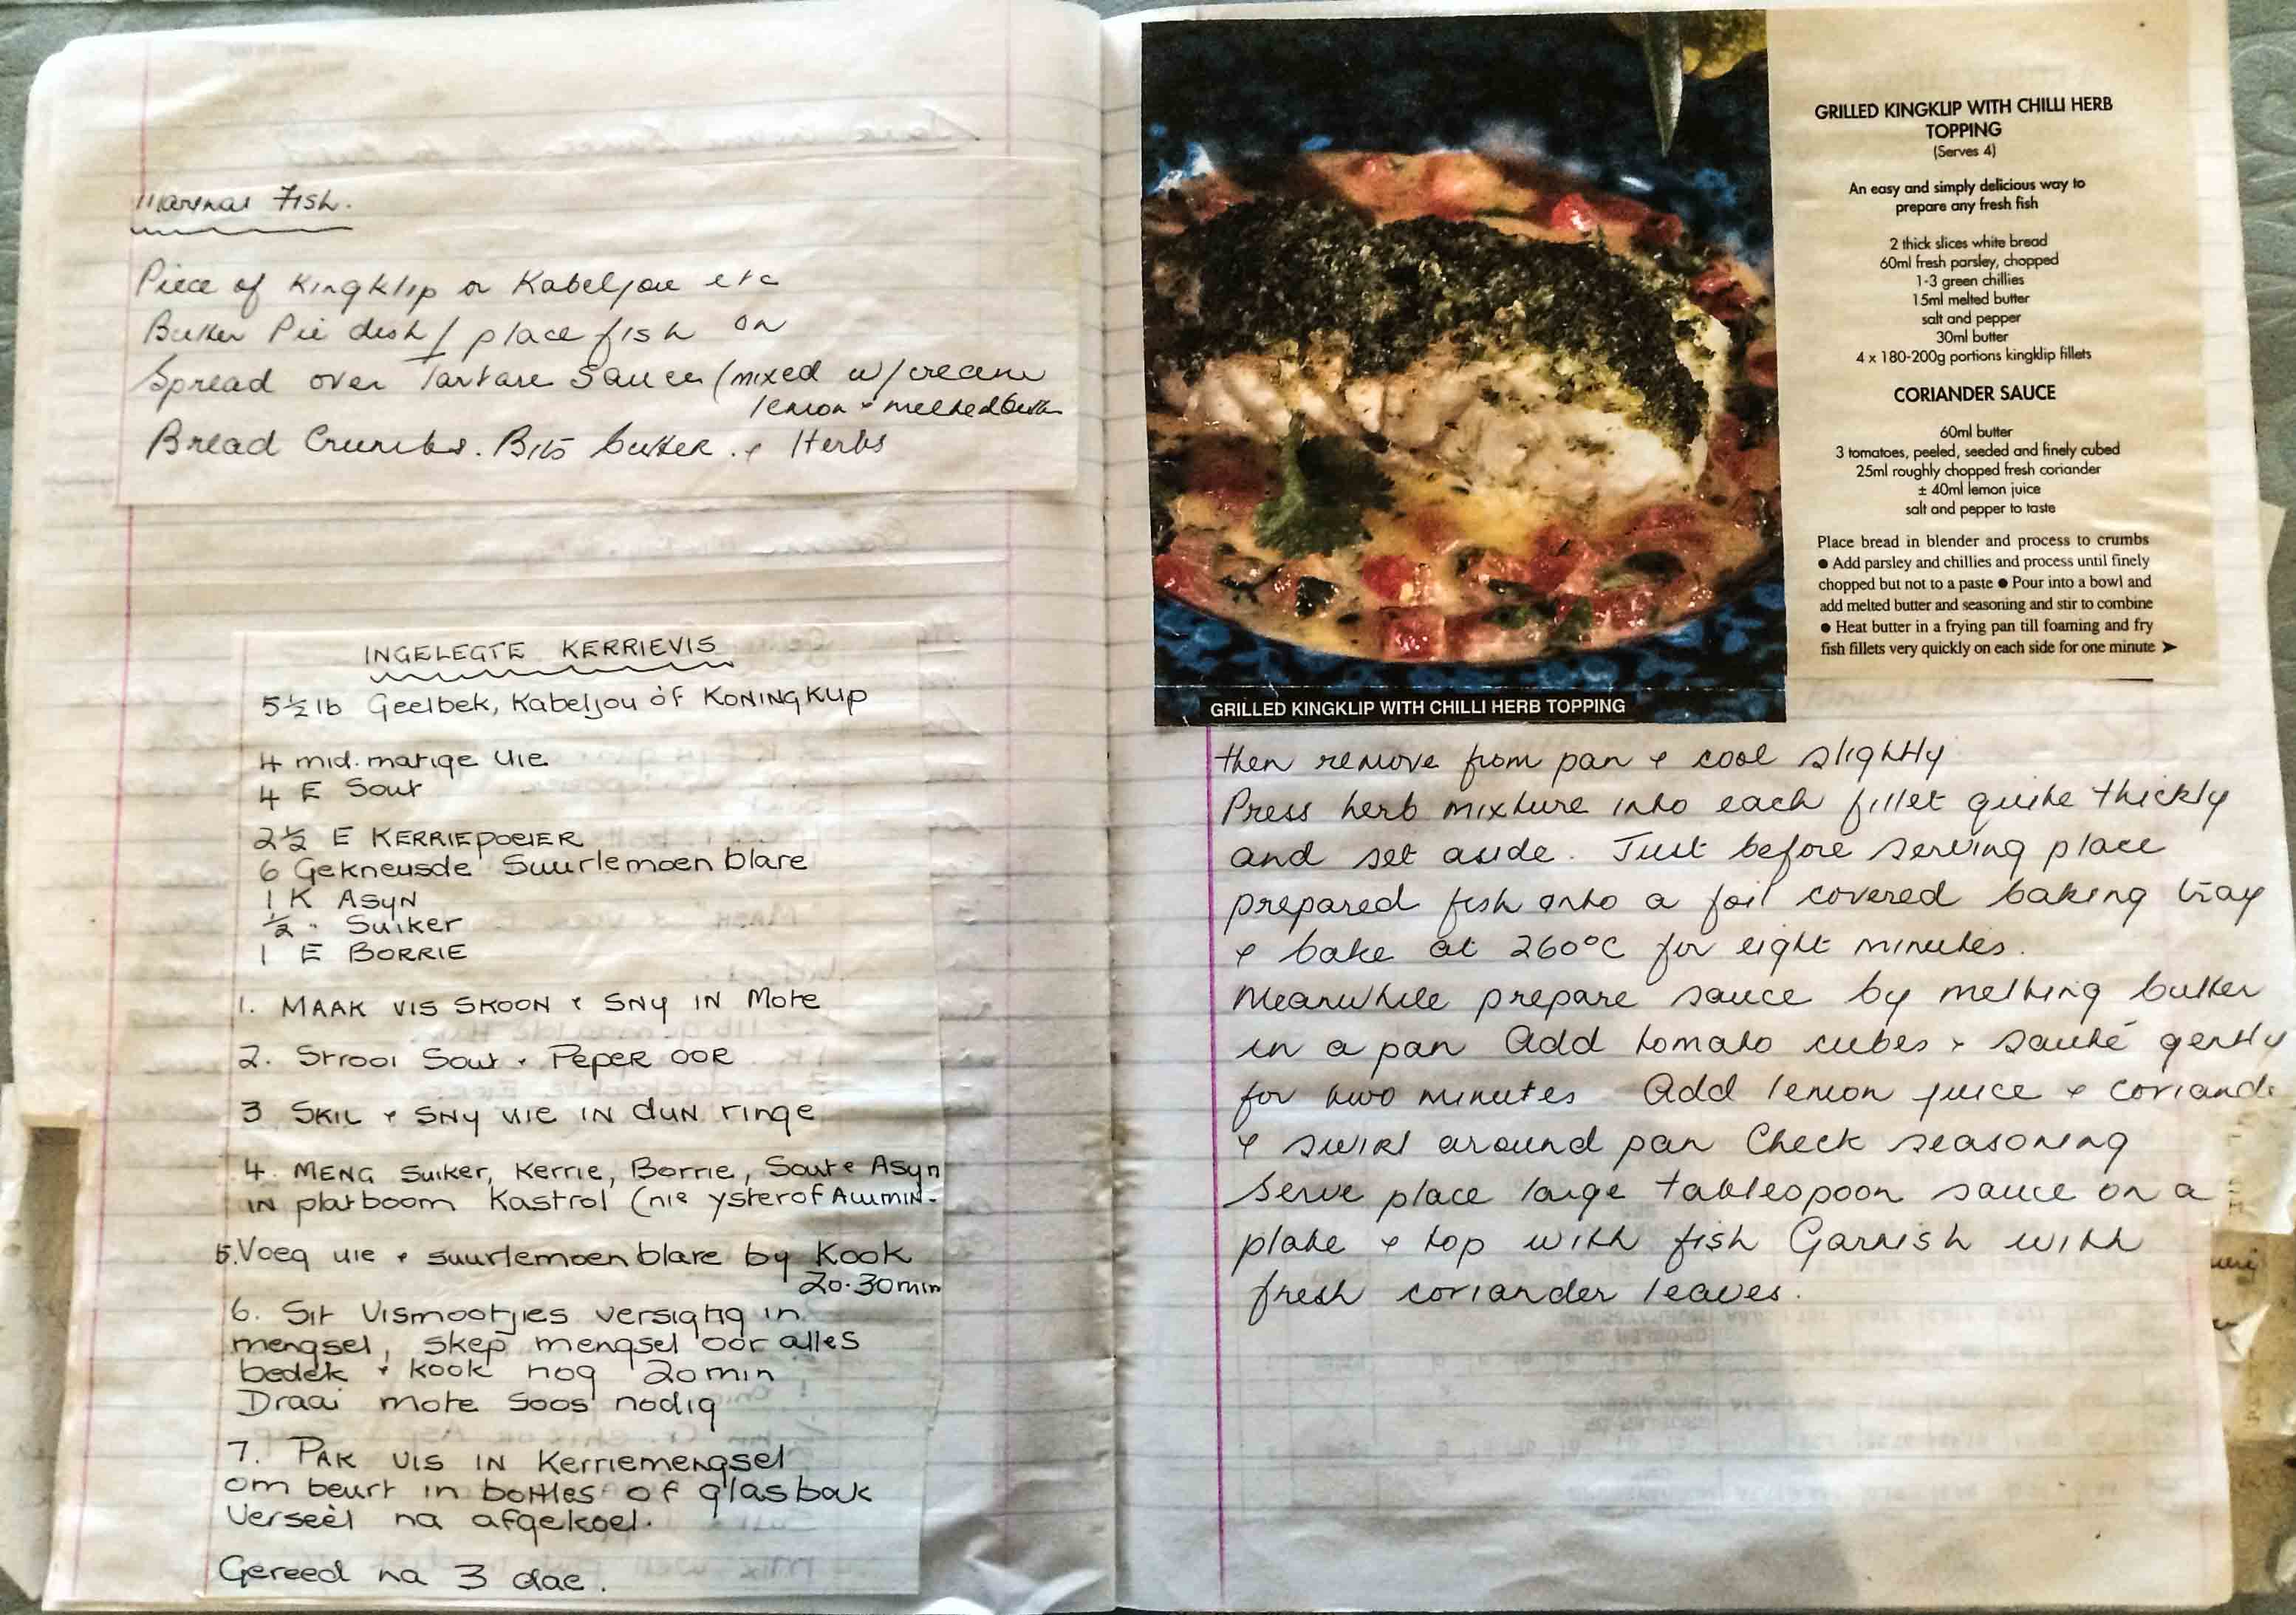 Marinas Fish.
Piece of Kingklip or Kabeljou etc
Butter Pie dish / place fish on
Spread over Tartare Sauce (mixed w/cream
lemon + melted butter
Bread Crumbs. Bits butter. + Herbs
INGELEGTE KERRIEVIS
5½ lb Geelbek, Kabeljou óf KONINGKLIP
4 mid. matige uie
4 E Sout
2½ E KERRIEPOEIER
6 Gekneusde Suurlemoen blare
1 K ASYN
½ " Suiker
1 E BORRIE
1. MAAK VIS SKOON + SNY IN Mote
2. Strooi Sout + PEPER OOR
3 SKIL + SNY UIE IN dUN ringe
4. MENG Suiker, Kerrie, Borrie, Sout + Asyn
IN platboom Kastrol (nie yster of ALUMIN.
5. Voeg uie + suurlemoen blare by Kook
20-30min
6. Sit Vismootjies versigtig in
mengsel, skep mengsel oor alles
bedek + kook nog 20 min
Draai mote soos nodig
7. PAK VIS IN Kerriemengsel
om beurt in bottles of glasbak
Verseël na afgekoel.
Gereed na 3 dae.
GRILLED KINGKLIP WITH CHILLI HERB
TOPPING
(Serves 4)
An easy and simply delicious way to
prepare any fresh fish
2 thick slices white bread
60ml fresh parsley, chopped
1-3 green chillies
15ml melted butter
salt and pepper
30ml butter
4 x 180-200g portions kingklip fillets
CORIANDER SAUCE
60ml butter
3 tomatoes, peeled, seeded and finely cubed
25ml roughly chopped fresh coriander
± 40ml lemon juice
salt and pepper to taste
Place bread in blender and process to crumbs
● Add parsley and chillies and process until finely
chopped but not to a paste ● Pour into a bowl and
add melted butter and seasoning and stir to combine
● Heat butter in a frying pan till foaming and fry
fish fillets very quickly on each side for one minute ➤
GRILLED KINGKLIP WITH CHILLI HERB TOPPING
then remove from pan + cool slightly
Press herb mixture into each fillet quite thickly
and set aside. Just before serving place
prepared fish onto a foil covered baking tray
+ bake at 260°C for eight minutes.
Meanwhile prepare sauce by melting butter
in a pan Add tomato cubes + sauté gently
for two minutes Add lemon juice + coriande
+ swirl around pan Check seasoning
Serve place large tablespoon sauce on a
plate + top with fish Garnish with
fresh coriander leaves.